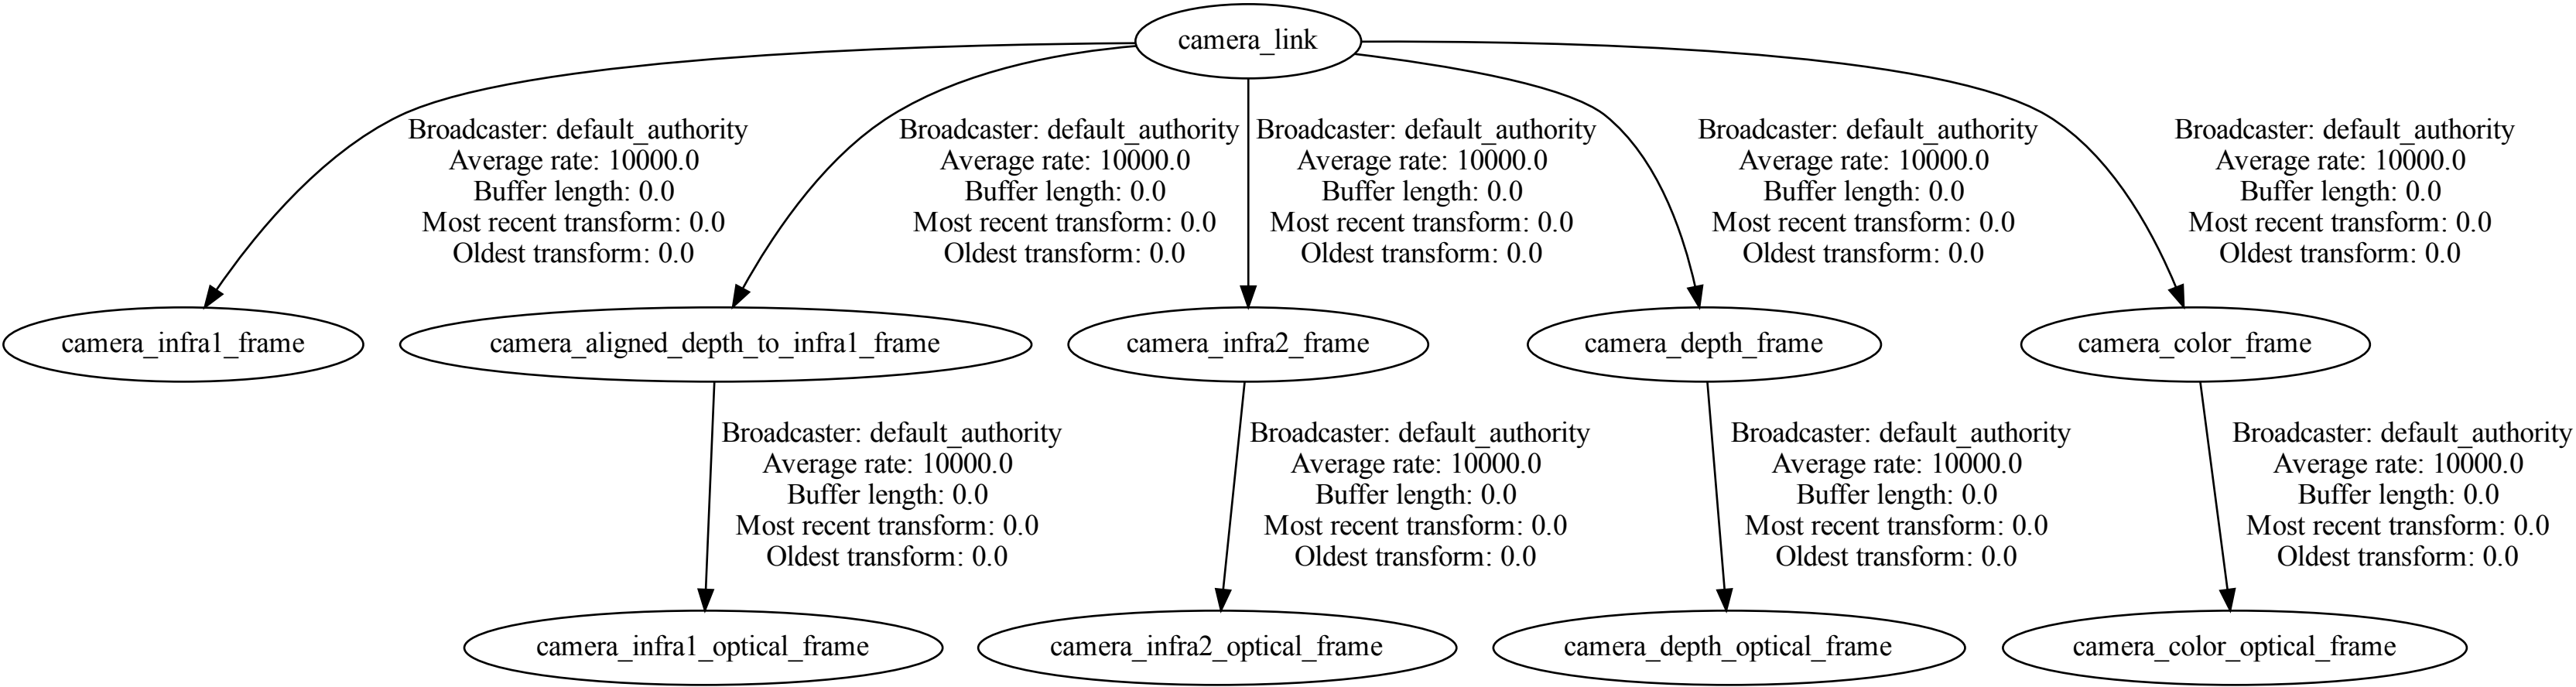 camera_link
Broadcaster: default_authority
Average rate: 10000.0
Buffer length: 0.0
Most recent transform: 0.0
Oldest transform: 0.0
Broadcaster: default_authority
Average rate: 10000.0
Buffer length: 0.0
Most recent transform: 0.0
Oldest transform: 0.0
Broadcaster: default_authority
Average rate: 10000.0
Buffer length: 0.0
Most recent transform: 0.0
Oldest transform: 0.0
Broadcaster: default_authority
Average rate: 10000.0
Buffer length: 0.0
Most recent transform: 0.0
Oldest transform: 0.0
Broadcaster: default_authority
Average rate: 10000.0
Buffer length: 0.0
Most recent transform: 0.0
Oldest transform: 0.0
camera_infra1_frame
camera_aligned_depth_to_infra1_frame
camera_infra2_frame
camera_depth_frame
camera_color_frame
Broadcaster: default_authority
Average rate: 10000.0
Buffer length: 0.0
Most recent transform: 0.0
Oldest transform: 0.0
Broadcaster: default_authority
Average rate: 10000.0
Buffer length: 0.0
Most recent transform: 0.0
Oldest transform: 0.0
Broadcaster: default_authority
Average rate: 10000.0
Buffer length: 0.0
Most recent transform: 0.0
Oldest transform: 0.0
Broadcaster: default_authority
Average rate: 10000.0
Buffer length: 0.0
Most recent transform: 0.0
Oldest transform: 0.0
camera_infra1_optical_frame
camera_infra2_optical_frame
camera_depth_optical_frame
camera_color_optical_frame